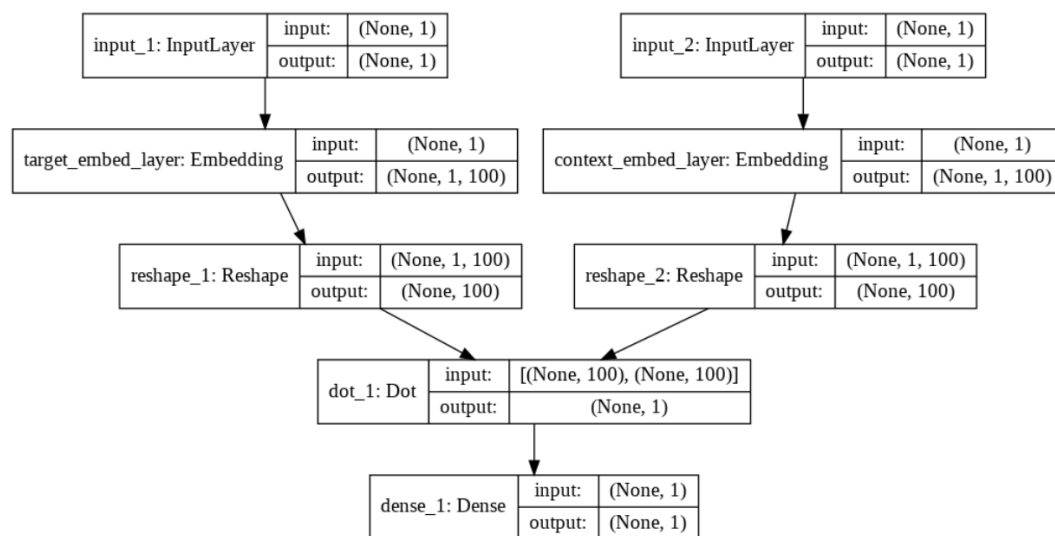 input_1: InputLayer
input: (None, 1)
output: (None, 1)
input_2: InputLayer
input: (None, 1)
output: (None, 1)
target_embed_layer: Embedding
input: (None, 1)
output: (None, 1, 100)
context_embed_layer: Embedding
input: (None, 1)
output: (None, 1, 100)
reshape_1: Reshape
input: (None, 1, 100)
output: (None, 100)
reshape_2: Reshape
input: (None, 1, 100)
output: (None, 100)
dot_1: Dot
input: [(None, 100), (None, 100)]
output: (None, 1)
dense_1: Dense
input: (None, 1)
output: (None, 1)